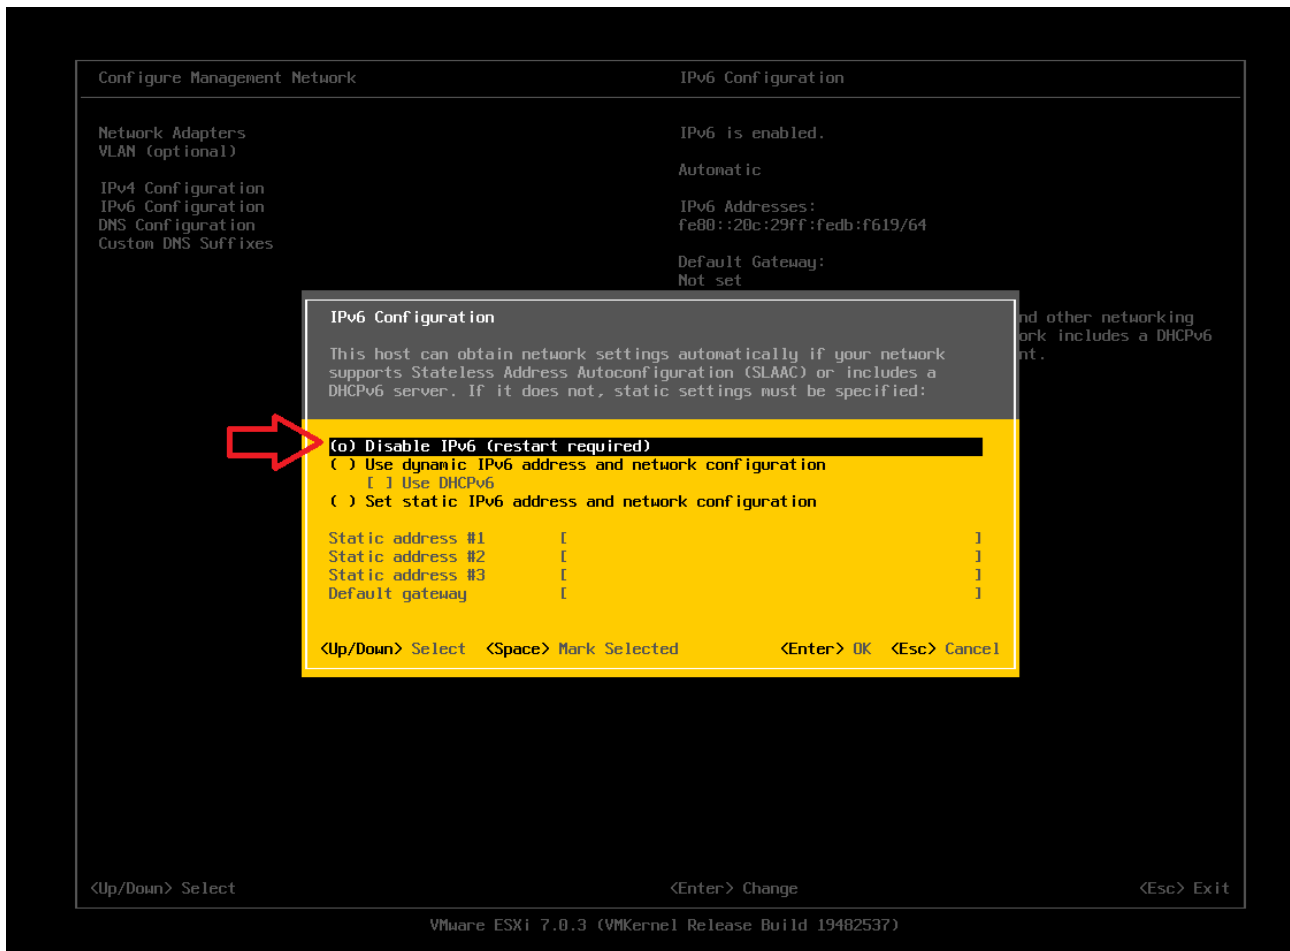 Configure Management Network
IPv6 Configuration
Network Adapters
VLAN (optional)
IPv4 Configuration
IPv6 Configuration
DNS Configuration
Custom DNS Suffixes
IPv6 is enabled.
Automatic
IPv6 Addresses:
fe80::20c:29ff:fedb:f619/64
Default Gateway:
Not set
nd other networking
ork includes a DHCPv6
nt.
IPv6 Configuration
This host can obtain network settings automatically if your network
supports Stateless Address Autoconfiguration (SLAAC) or includes a
DHCPv6 server. If it does not, static settings must be specified:
(o) Disable IPv6 (restart required)
( ) Use dynamic IPv6 address and network configuration
[ ] Use DHCPv6
( ) Set static IPv6 address and network configuration
Static address #1 [ ]
Static address #2 [ ]
Static address #3 [ ]
Default gateway [ ]
<Up/Down> Select <Space> Mark Selected <Enter> OK <Esc> Cancel
<Up/Down> Select <Enter> Change <Esc> Exit
VMware ESXi 7.0.3 (VMKernel Release Build 19482537)